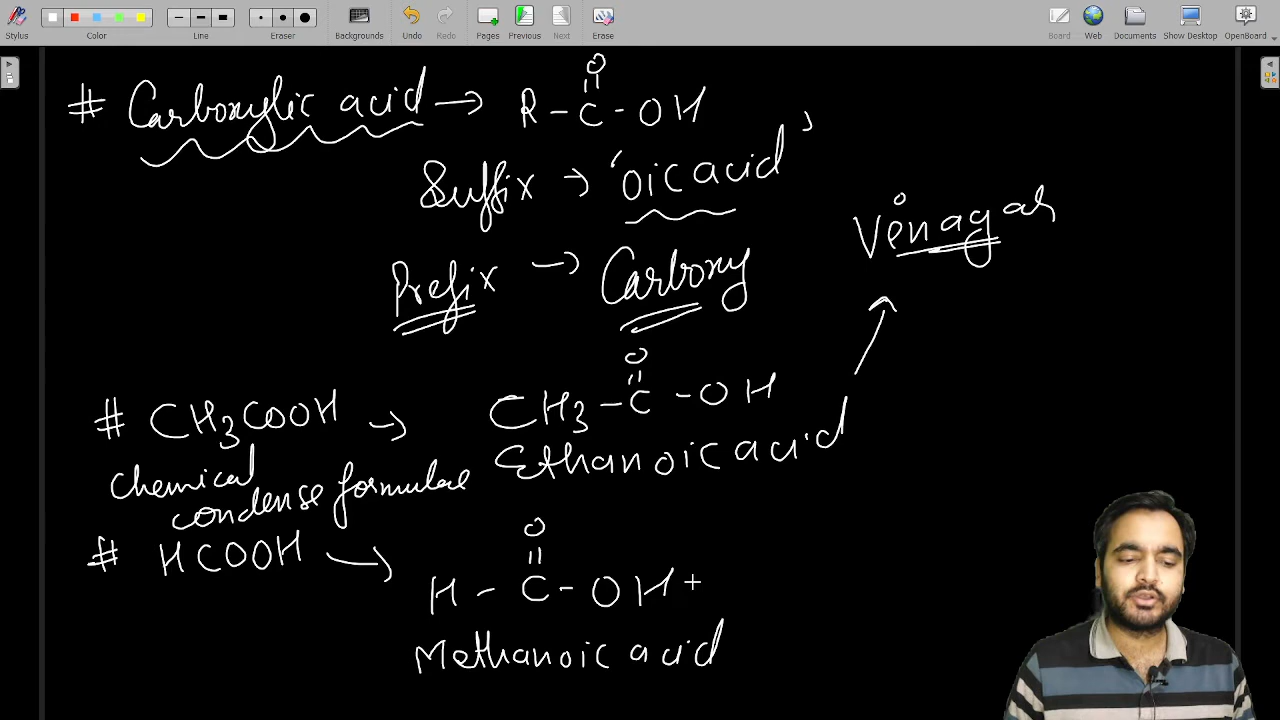 Stylus Color Line Eraser Backgrounds Undo Redo Pages Previous Next Erase Board Web Documents Show Desktop OpenBoard
# Carboxylic acid → R - C - OH
O
Suffix → 'oic acid'
Prefix → Carboxy
Venagar
# CH3COOH → CH3 - C - OH
O
chemical condense formulae
Ethanoic acid
# HCOOH → H - C - OH
O
Methanoic acid